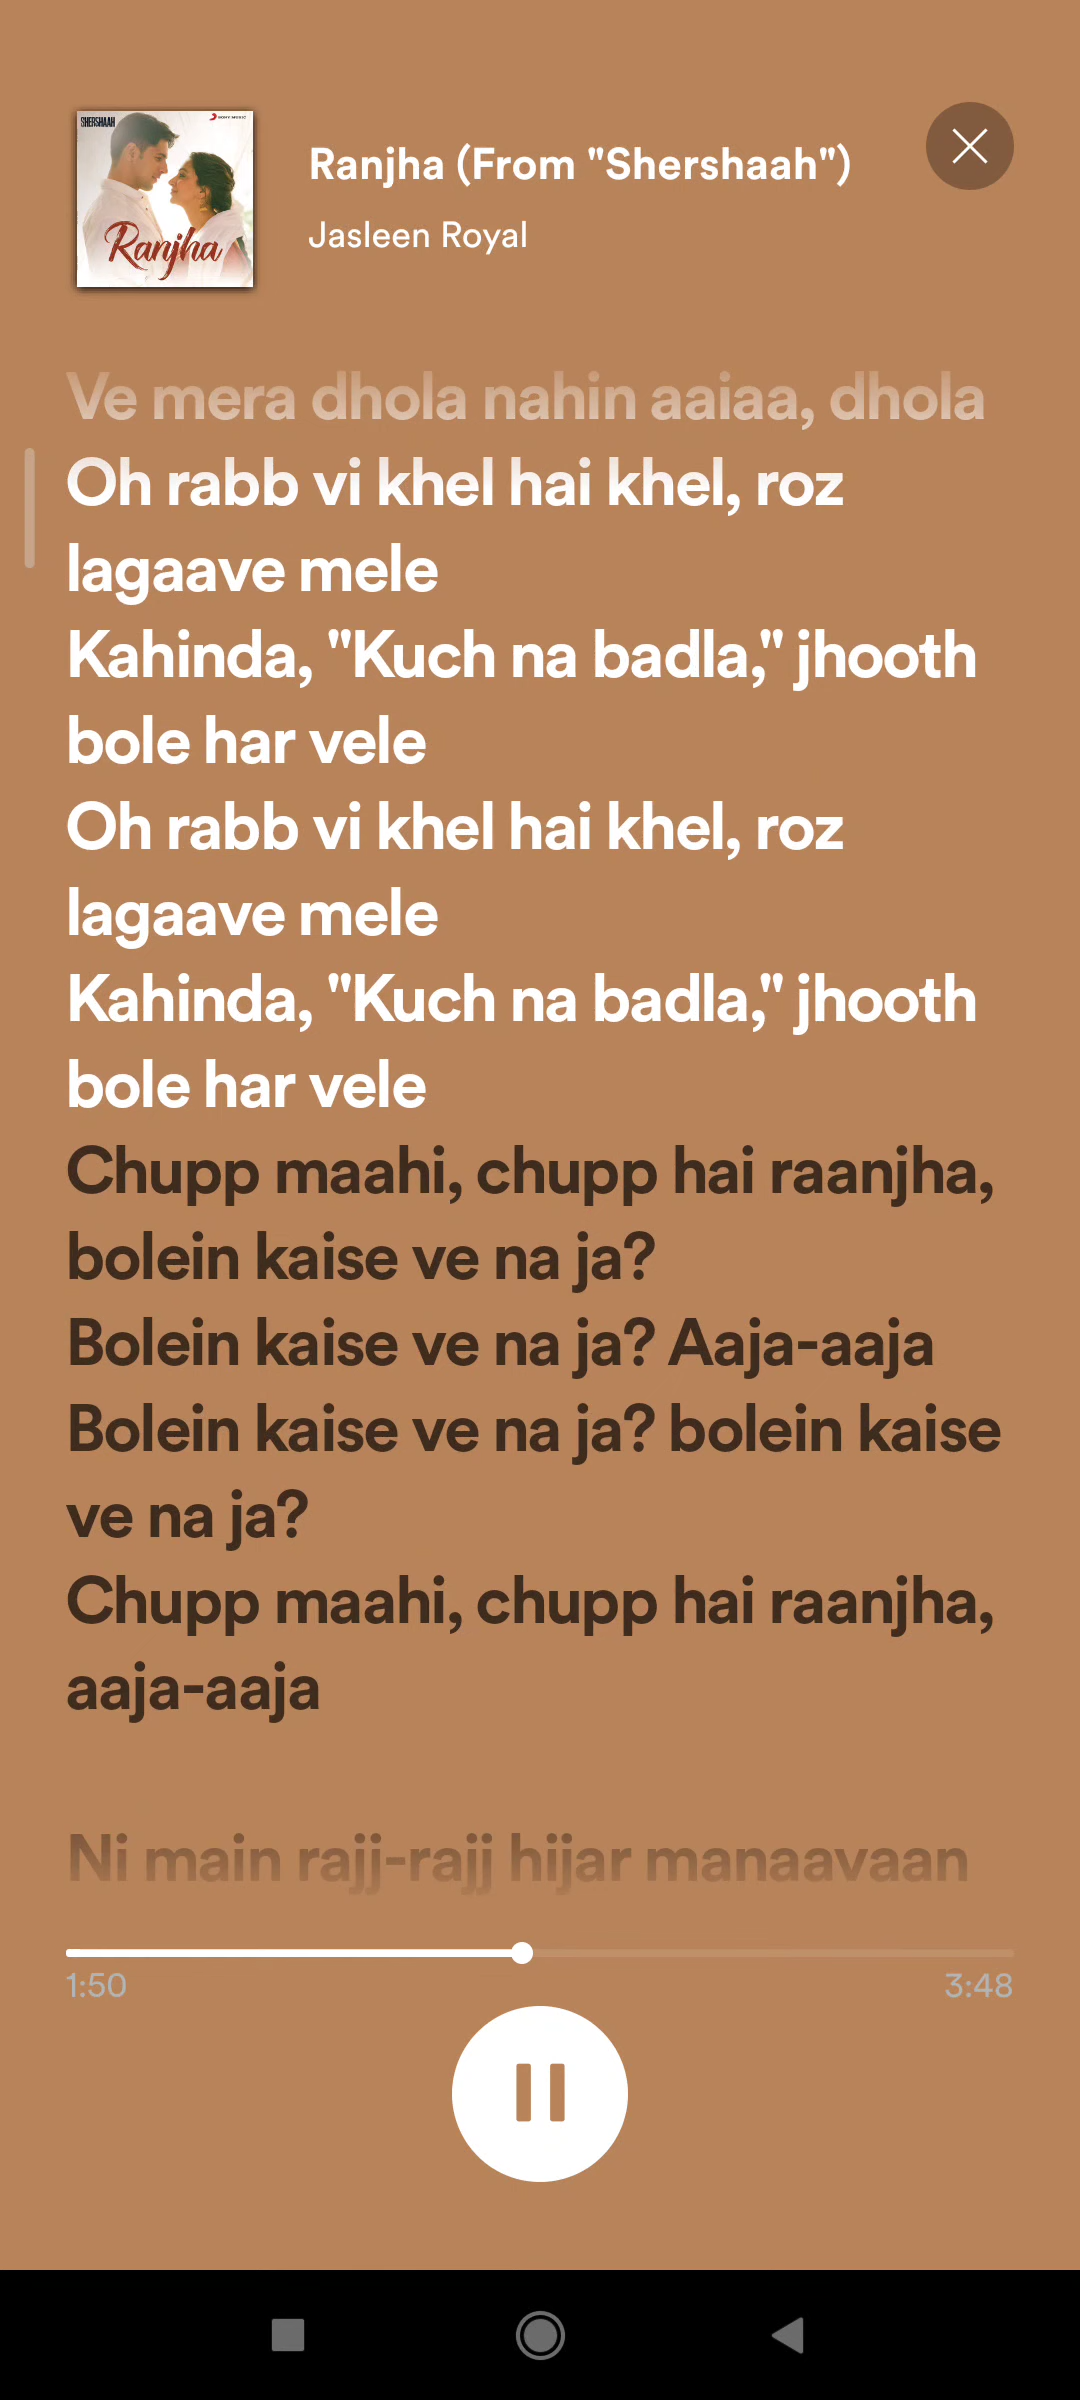 SHERSHAAH
SONY MUSIC
Ranjha
Ranjha (From "Shershaah")
Jasleen Royal
Ve mera dhola nahin aaiaa, dhola
Oh rabb vi khel hai khel, roz
lagaave mele
Kahinda, "Kuch na badla," jhooth
bole har vele
Oh rabb vi khel hai khel, roz
lagaave mele
Kahinda, "Kuch na badla," jhooth
bole har vele
Chupp maahi, chupp hai raanjha,
bolein kaise ve na ja?
Bolein kaise ve na ja? Aaja-aaja
Bolein kaise ve na ja? bolein kaise
ve na ja?
Chupp maahi, chupp hai raanjha,
aaja-aaja
Ni main rajj-rajj hijar manaavaan
1:50
3:48